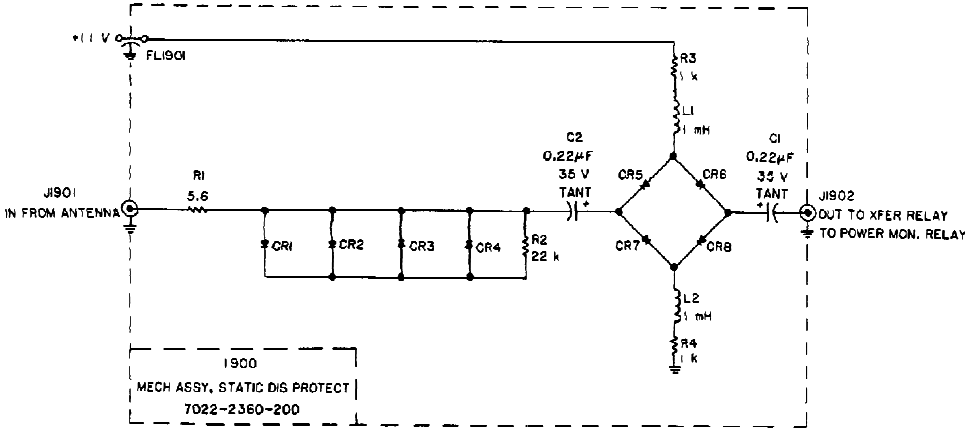 +11 V
FL1901
R3
1 k
L1
1 mH
C2
0.22µF
35 V
TANT
+
C1
0.22µF
35 V
TANT
+
CR5
CR6
R1
5.6
J1901
IN FROM ANTENNA
J1902
OUT TO XFER RELAY
TO POWER MON. RELAY
CR1
CR2
CR3
CR4
R2
22 k
CR7
CR8
L2
1 mH
R4
1 k
1900
MECH ASSY, STATIC DIS PROTECT
7022-2360-200